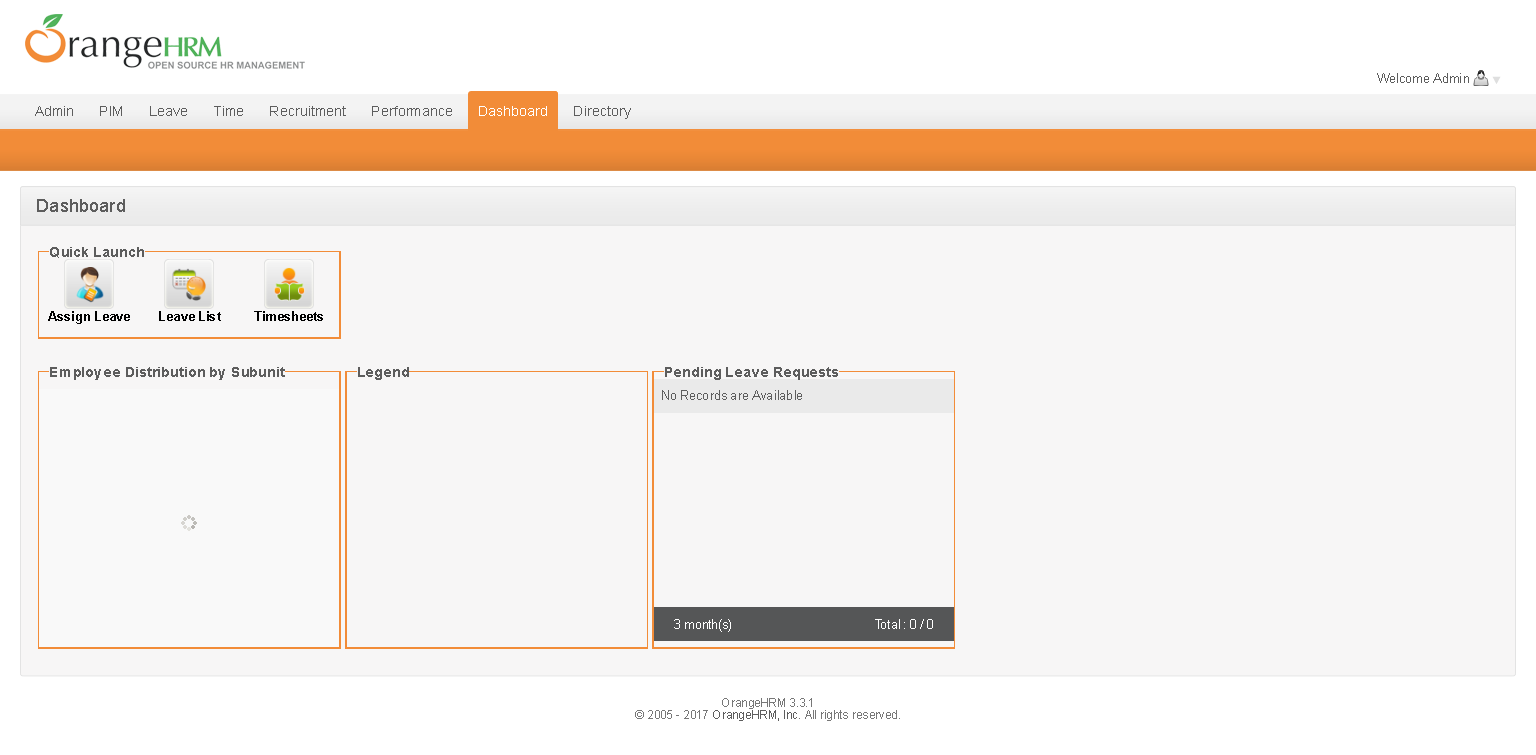 OrangeHRM
OPEN SOURCE HR MANAGEMENT
Welcome Admin
Admin PIM Leave Time Recruitment Performance Dashboard Directory
Dashboard
Quick Launch
Assign Leave Leave List Timesheets
Employee Distribution by Subunit Legend Pending Leave Requests
No Records are Available
3 month(s) Total : 0 / 0
OrangeHRM 3.3.1
© 2005 - 2017 OrangeHRM, Inc. All rights reserved.